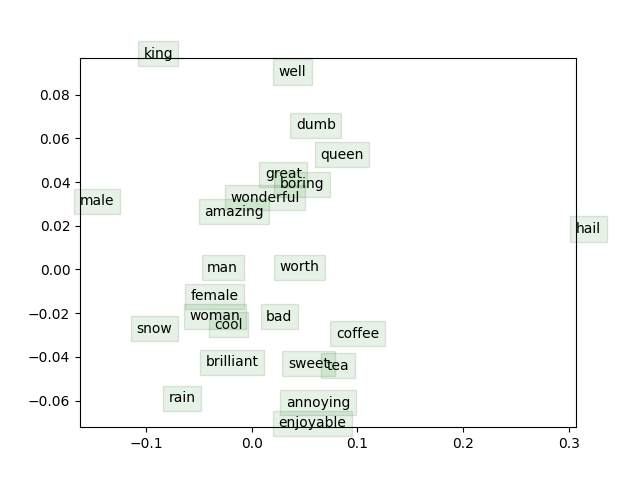 king
well
0.08
dumb
0.06
queen
great
0.04
boring
wonderful
male
amazing
hail
0.02
0.00
man
worth
female
−0.02
woman
bad
cool
snow
coffee
−0.04
brilliant
sweet
tea
−0.06
rain
annoying
enjoyable
−0.1
0.0
0.1
0.2
0.3